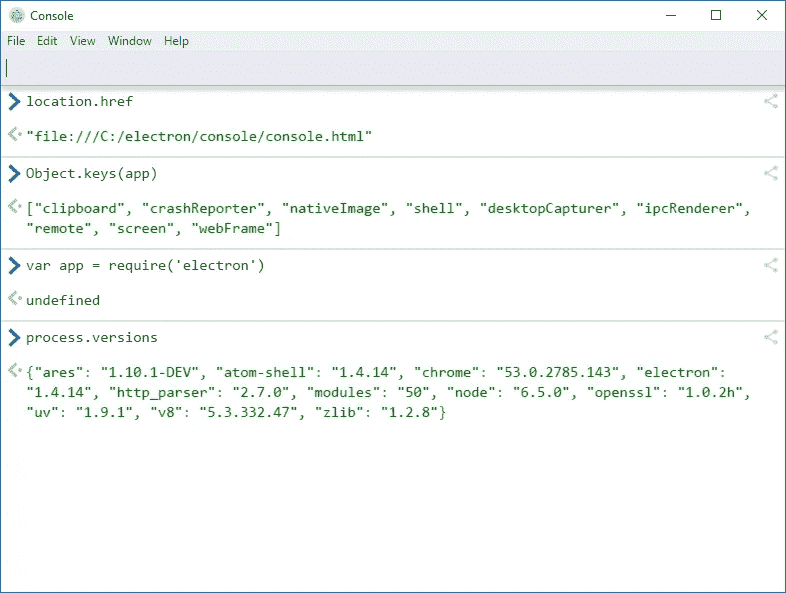 Console
File Edit View Window Help
location.href
"file:///C:/electron/console/console.html"
Object.keys(app)
["clipboard", "crashReporter", "nativeImage", "shell", "desktopCapturer", "ipcRenderer",
"remote", "screen", "webFrame"]
var app = require('electron')
undefined
process.versions
{"ares": "1.10.1-DEV", "atom-shell": "1.4.14", "chrome": "53.0.2785.143", "electron":
"1.4.14", "http_parser": "2.7.0", "modules": "50", "node": "6.5.0", "openssl": "1.0.2h",
"uv": "1.9.1", "v8": "5.3.332.47", "zlib": "1.2.8"}